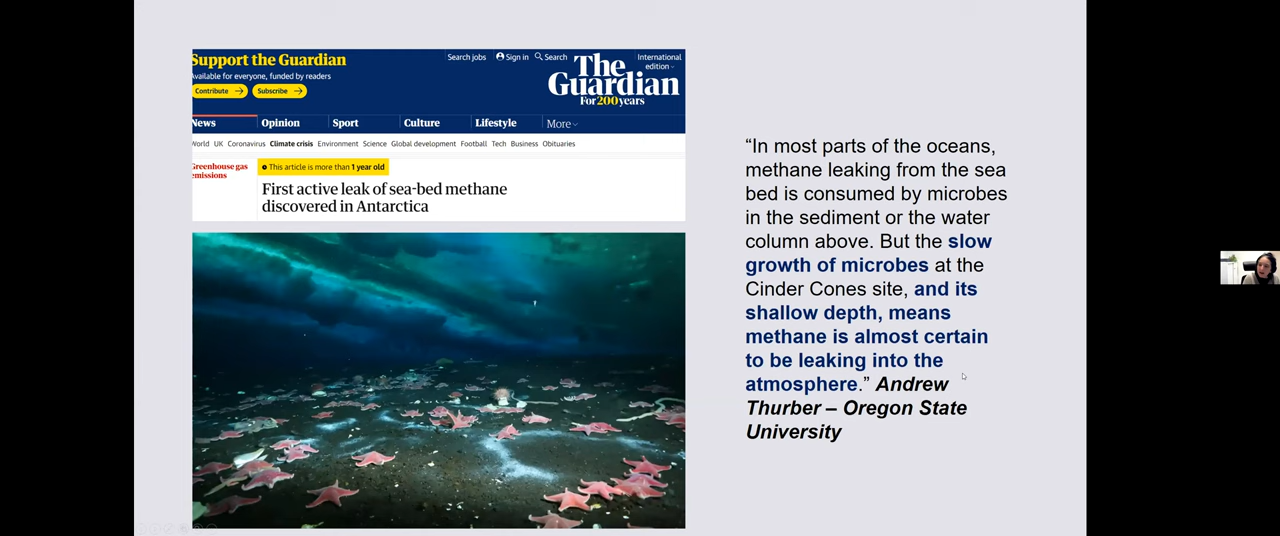 Support the Guardian
Available for everyone, funded by readers
Contribute
Subscribe
Search jobs
Sign in
Search
International
edition
The
Guardian
For 200 years
News
Opinion
Sport
Culture
Lifestyle
More
World UK Coronavirus Climate crisis Environment Science Global development Football Tech Business Obituaries
Greenhouse gas
emissions
This article is more than 1 year old
First active leak of sea-bed methane
discovered in Antarctica
“In most parts of the oceans,
methane leaking from the sea
bed is consumed by microbes
in the sediment or the water
column above. But the slow
growth of microbes at the
Cinder Cones site, and its
shallow depth, means
methane is almost certain
to be leaking into the
atmosphere.” Andrew
Thurber – Oregon State
University